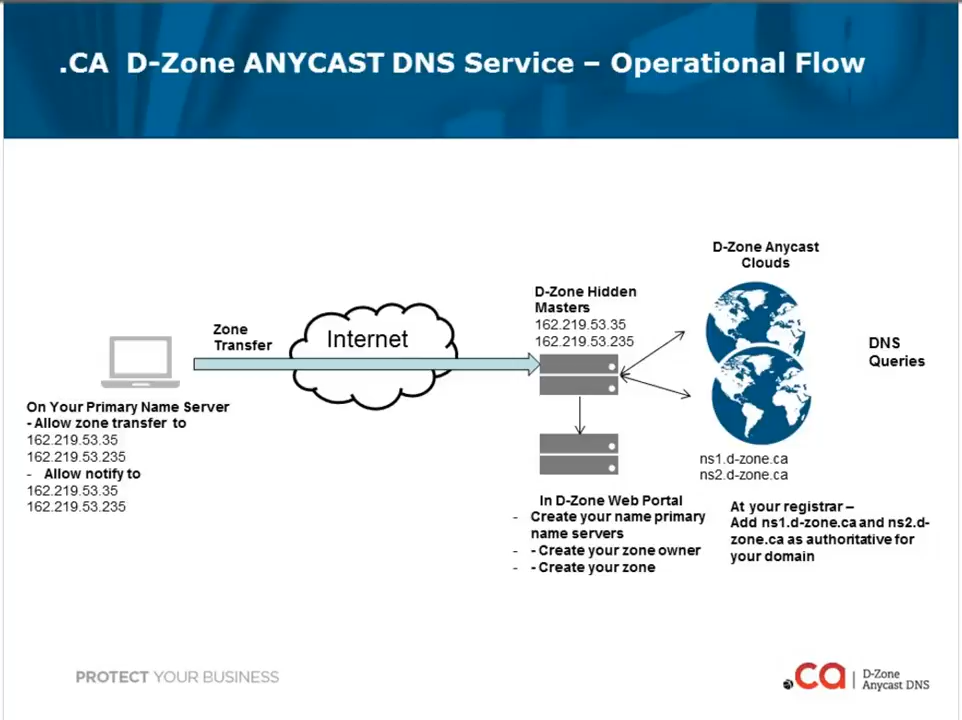 .CA D-Zone ANYCAST DNS Service – Operational Flow
D-Zone Anycast
Clouds
D-Zone Hidden
Masters
162.219.53.35
162.219.53.235
Zone
Transfer
Internet
DNS
Queries
On Your Primary Name Server
- Allow zone transfer to
162.219.53.35
162.219.53.235
- Allow notify to
162.219.53.35
162.219.53.235
ns1.d-zone.ca
ns2.d-zone.ca
In D-Zone Web Portal
- Create your name primary
name servers
- - Create your zone owner
- - Create your zone
At your registrar –
Add ns1.d-zone.ca and ns2.d-
zone.ca as authoritative for
your domain
PROTECT YOUR BUSINESS
.ca | D-Zone
Anycast DNS